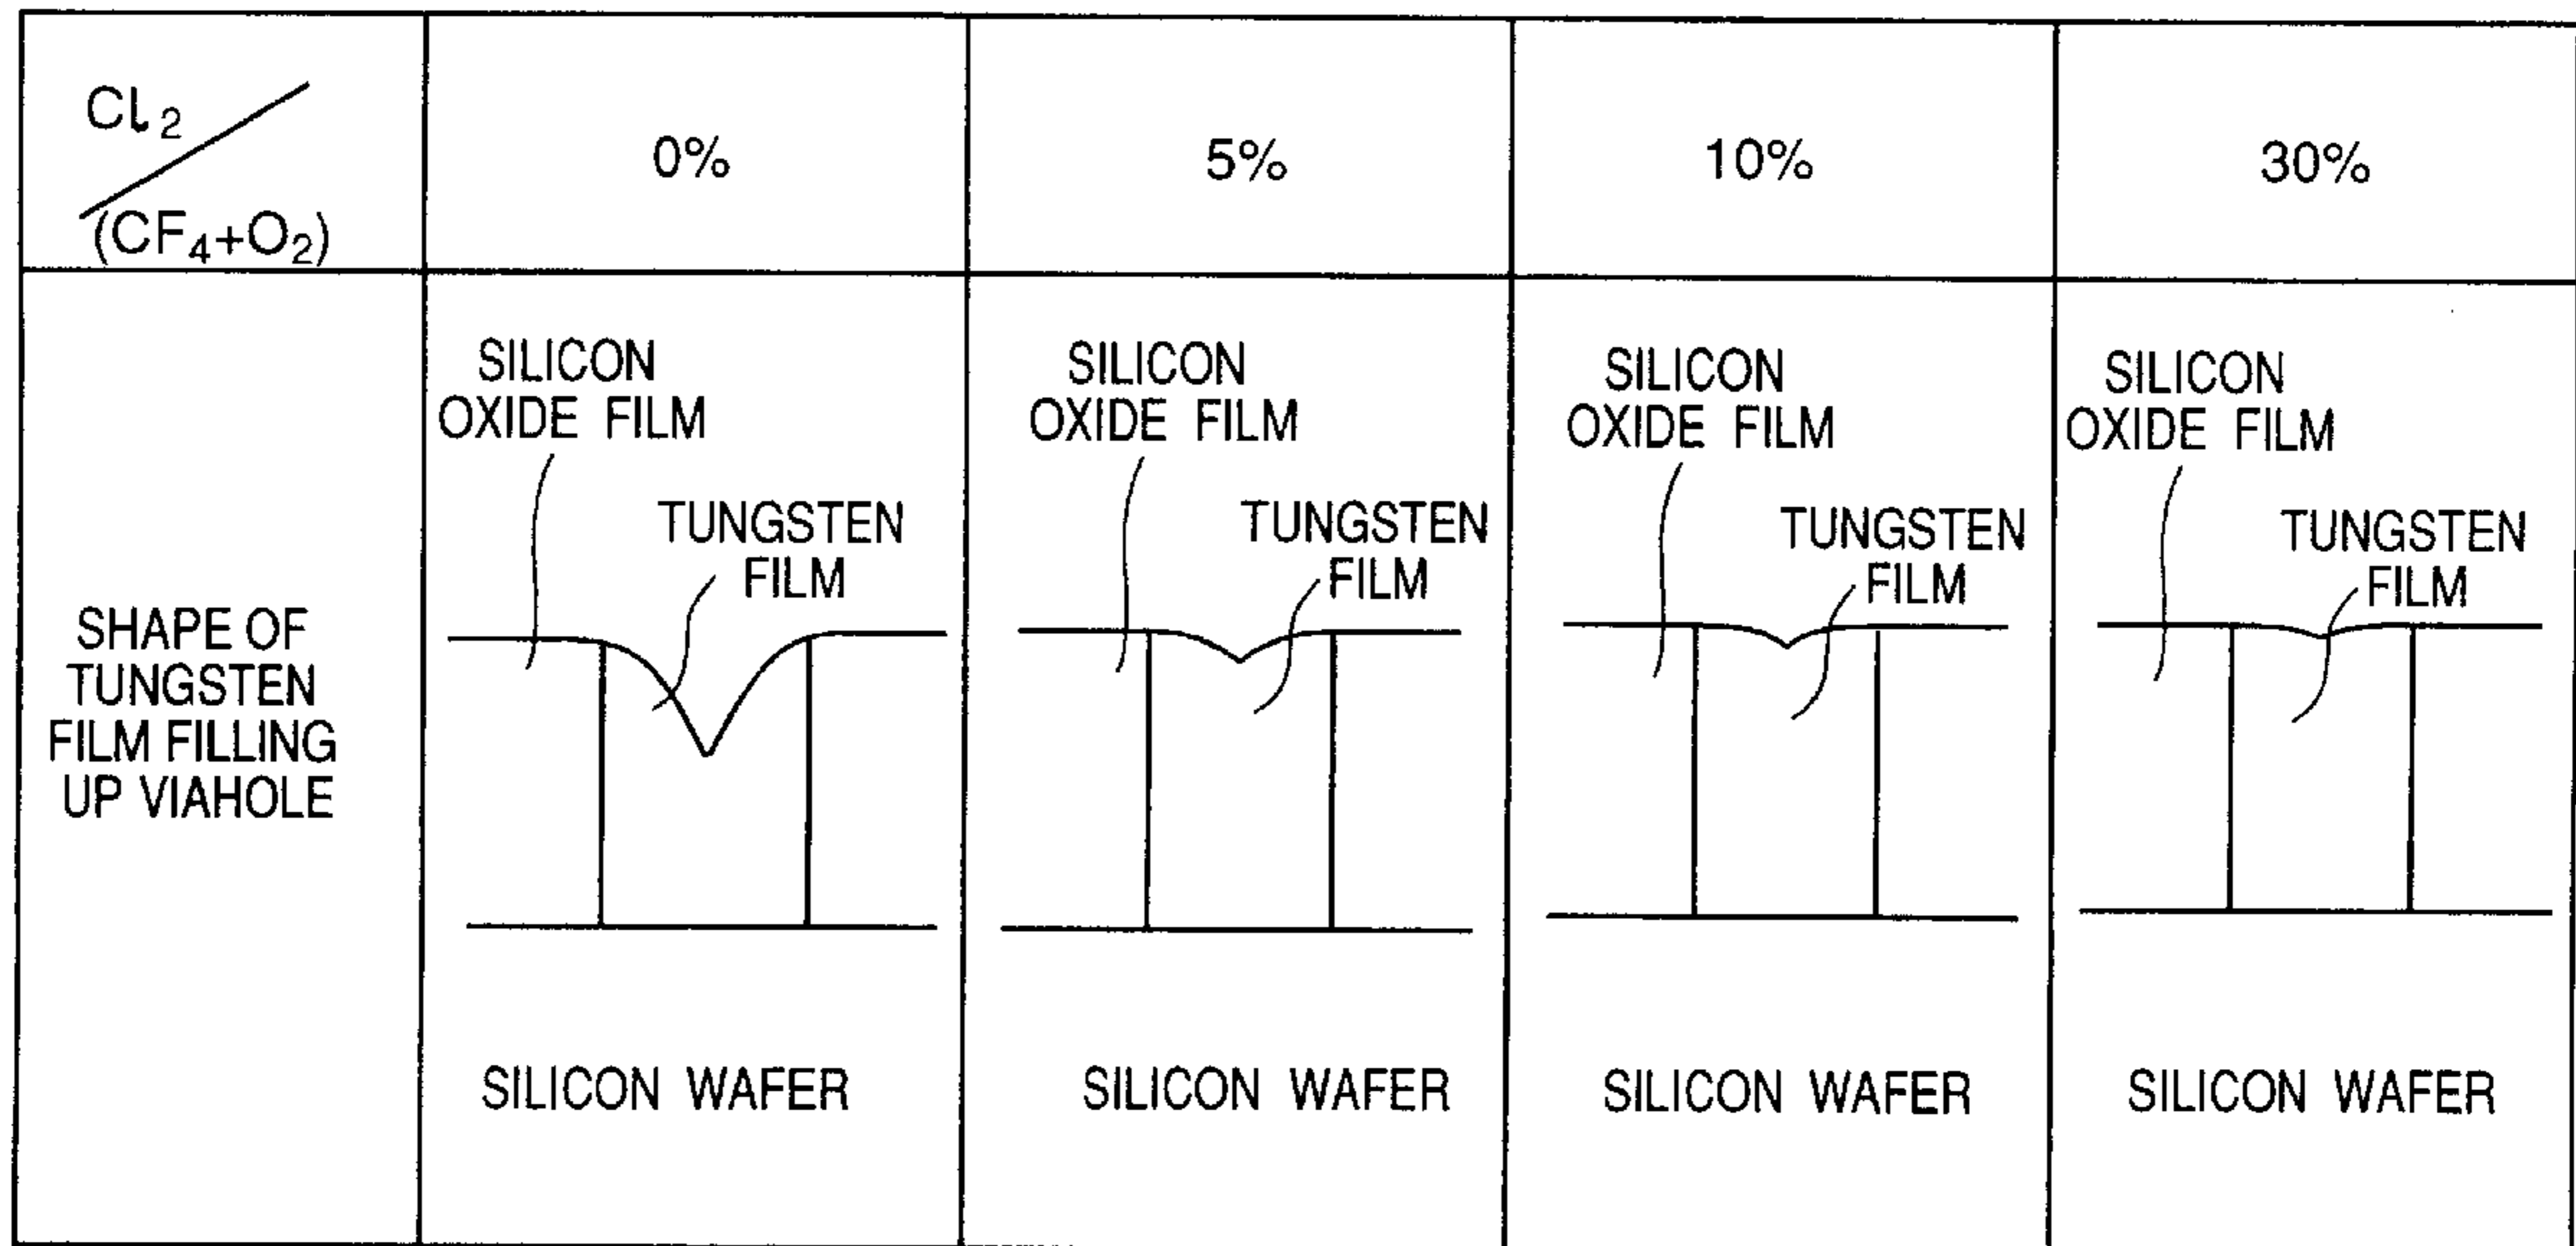 Cl₂
(CF₄+O₂)
0%
5%
10%
30%
SHAPE OF
TUNGSTEN
FILM FILLING
UP VIAHOLE
SILICON
OXIDE FILM
TUNGSTEN
FILM
SILICON WAFER
SILICON
OXIDE FILM
TUNGSTEN
FILM
SILICON WAFER
SILICON
OXIDE FILM
TUNGSTEN
FILM
SILICON WAFER
SILICON
OXIDE FILM
TUNGSTEN
FILM
SILICON WAFER